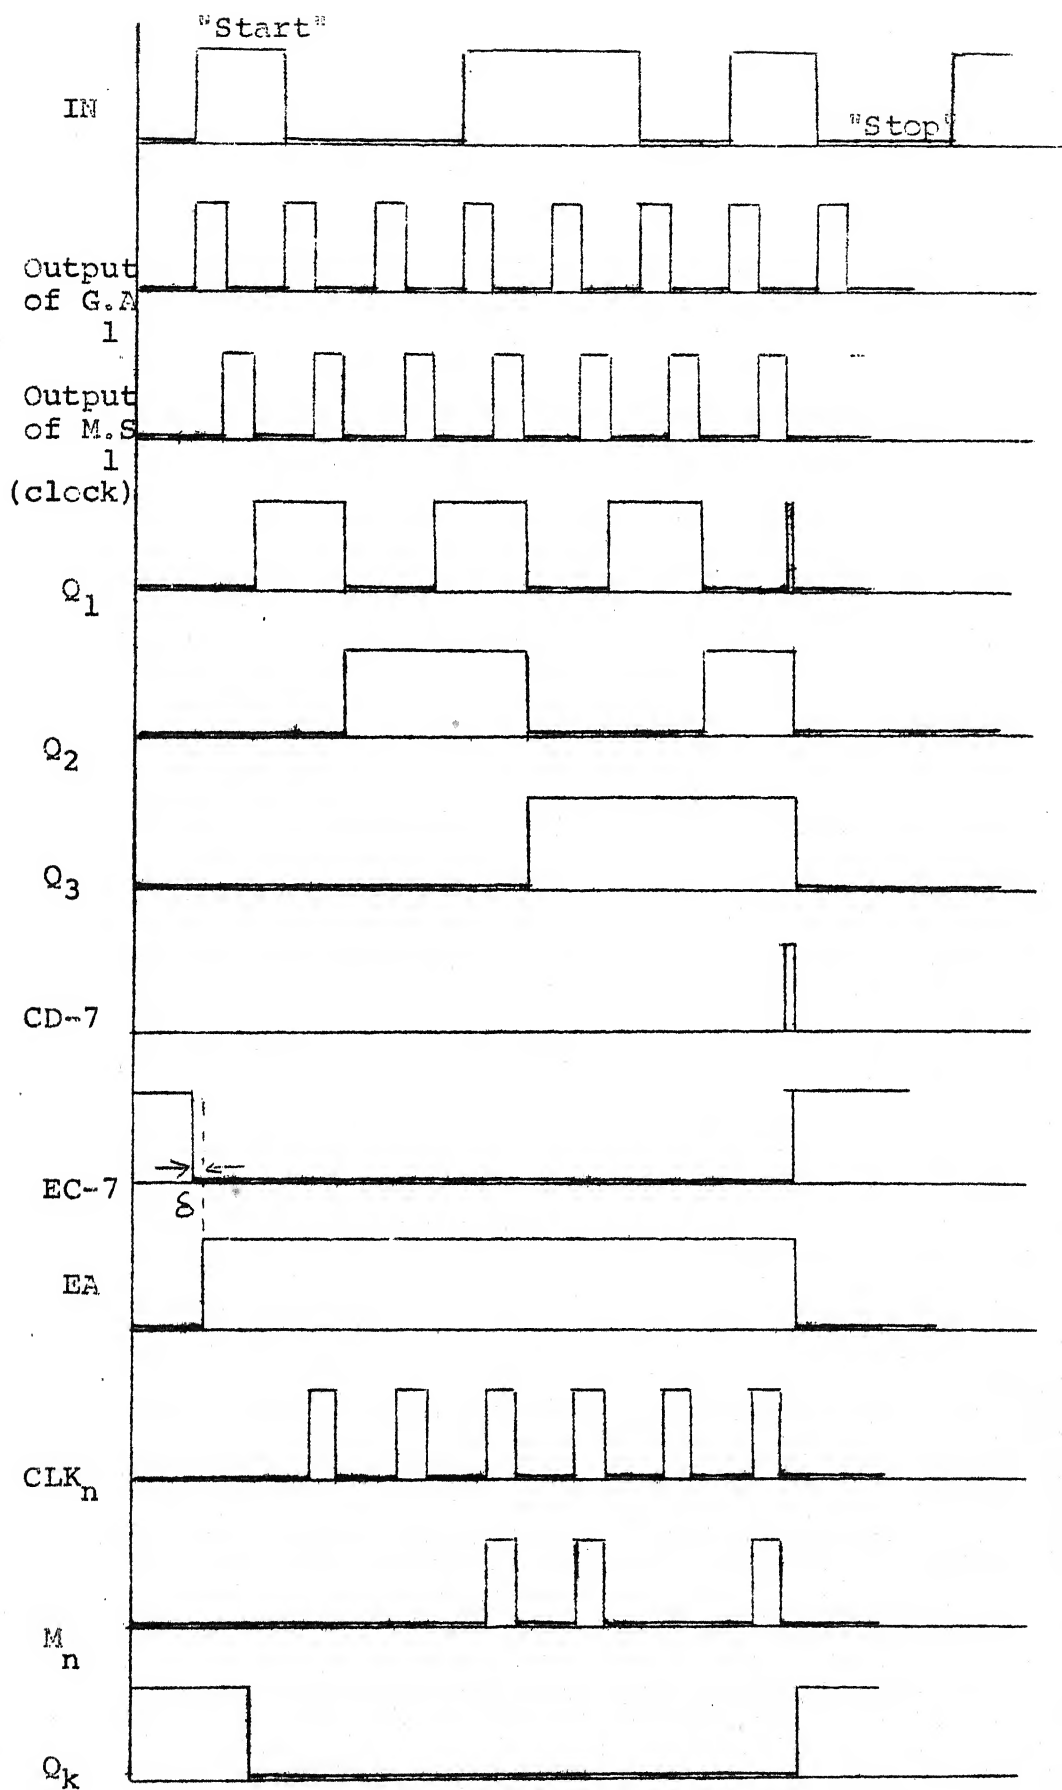 "Start"
IN
"Stop"
Output
of G.A
1
Output
of M.S
1
(clock)
Q1
Q2
Q3
CD-7
EC-7
δ
EA
CLKn
Mn
Qk